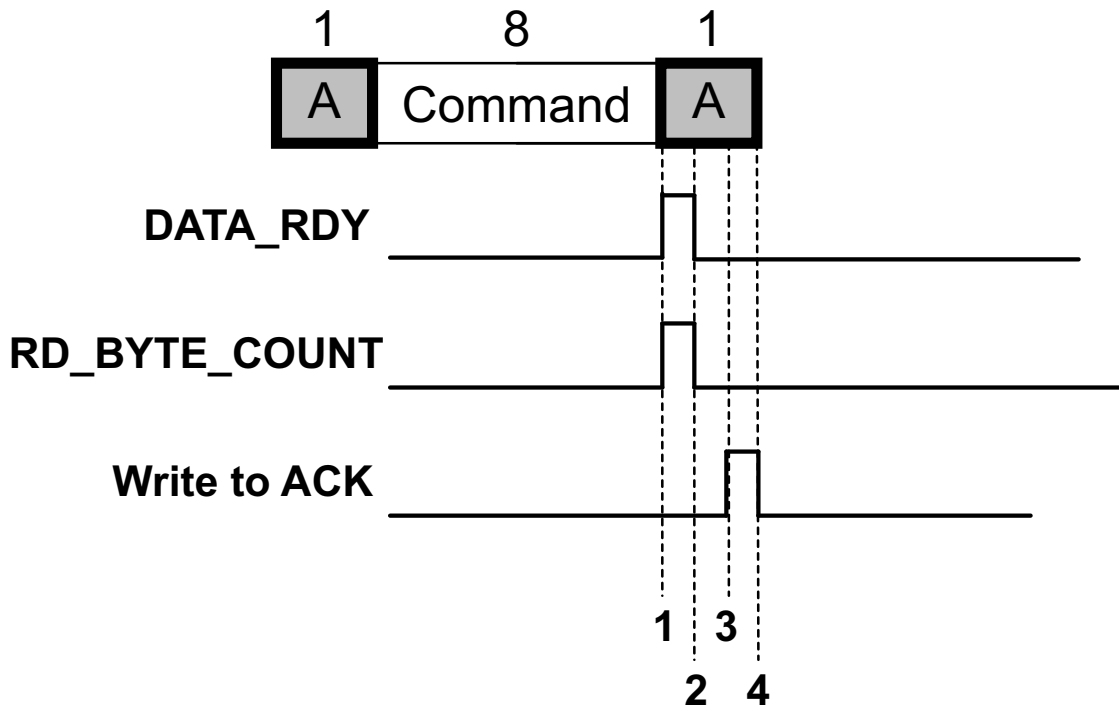 1 8 1
A Command A
DATA_RDY
RD_BYTE_COUNT
Write to ACK
1 3
2 4